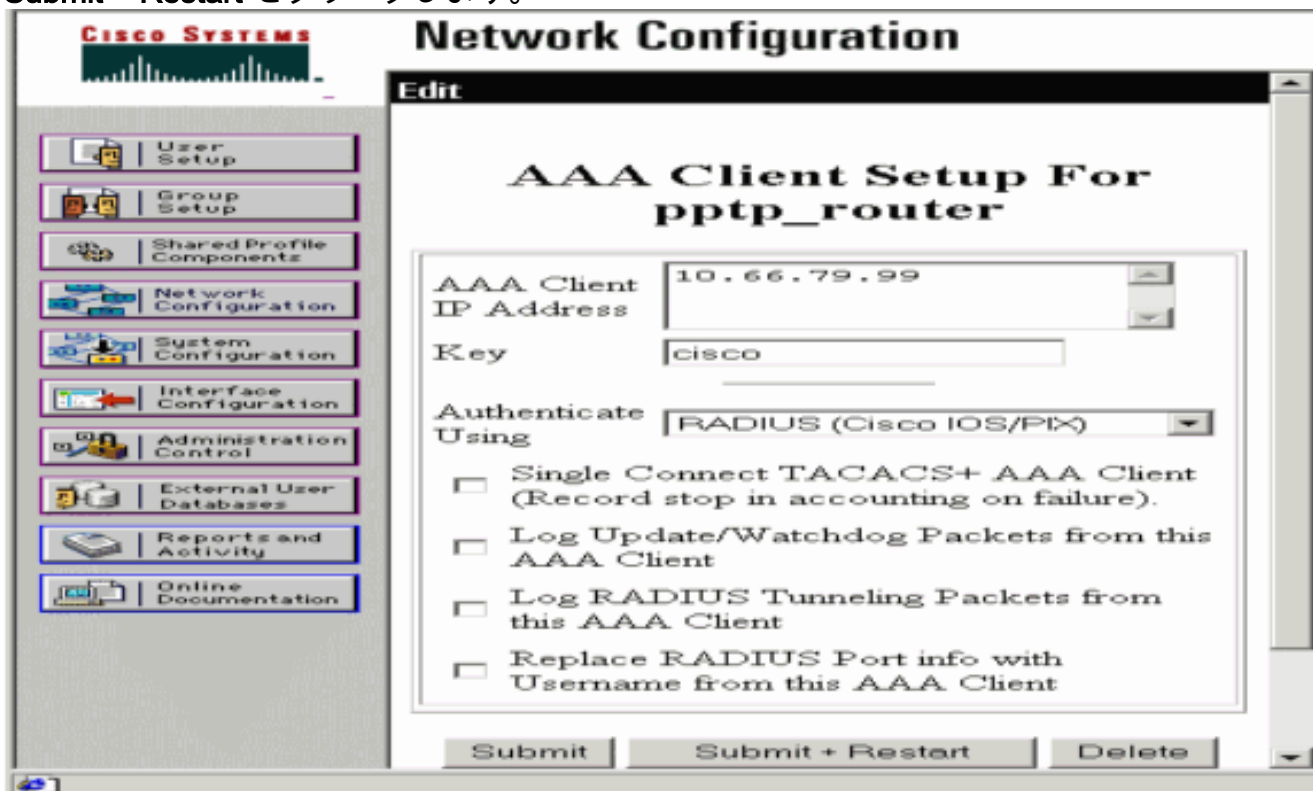 Submit + Restart をクリックします。
CISCO SYSTEMS
Network Configuration
Edit
User
Setup
Group
Setup
Shared Profile
Components
Network
Configuration
System
Configuration
Interface
Configuration
Administration
Control
External User
Databases
Reports and
Activity
Online
Documentation
AAA Client Setup For
pptp_router
AAA Client
IP Address
10.66.79.99
Key
cisco
Authenticate
Using
RADIUS (Cisco IOS/PIX)
Single Connect TACACS+ AAA Client
(Record stop in accounting on failure).
Log Update/Watchdog Packets from this
AAA Client
Log RADIUS Tunneling Packets from
this AAA Client
Replace RADIUS Port info with
Username from this AAA Client
Submit
Submit + Restart
Delete